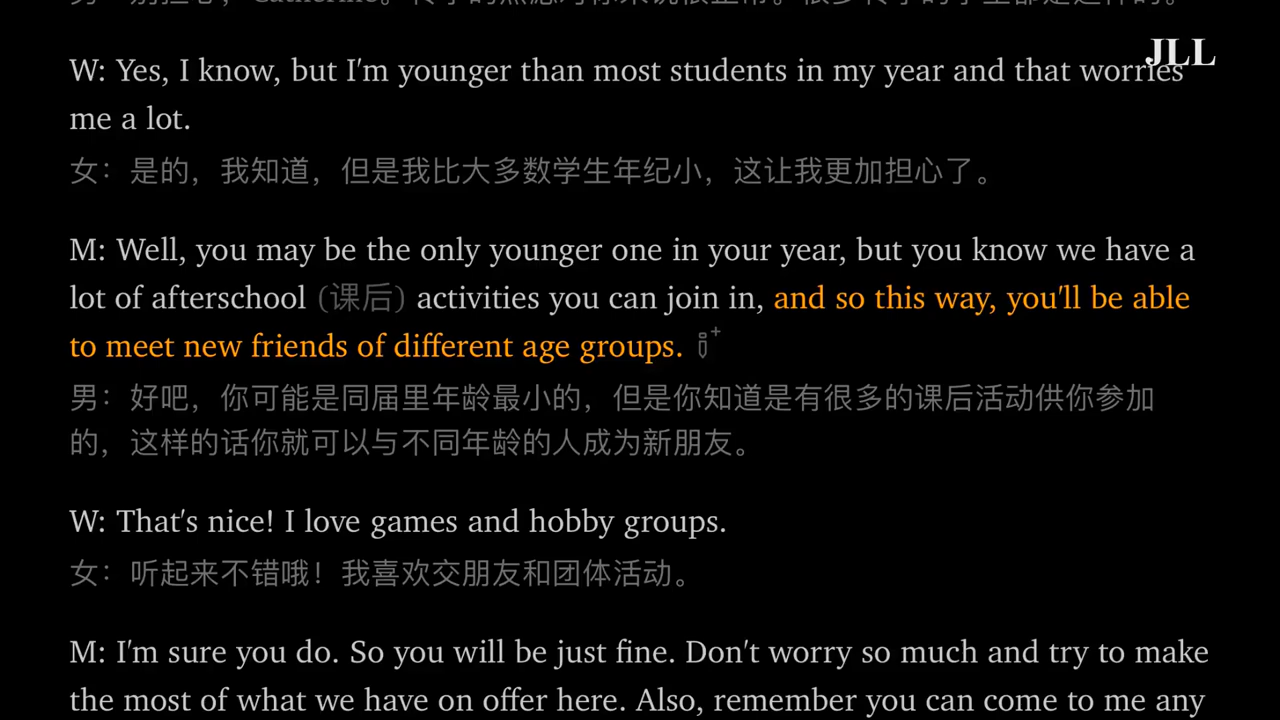 JLL
W: Yes, I know, but I'm younger than most students in my year and that worries
me a lot.
女：是的，我知道，但是我比大多数学生年纪小，这让我更加担心了。
M: Well, you may be the only younger one in your year, but you know we have a
lot of afterschool (课后) activities you can join in, and so this way, you'll be able
to meet new friends of different age groups.
男：好吧，你可能是同届里年龄最小的，但是你知道是有很多的课后活动供你参加
的，这样的话你就可以与不同年龄的人成为新朋友。
W: That's nice! I love games and hobby groups.
女：听起来不错哦！我喜欢交朋友和团体活动。
M: I'm sure you do. So you will be just fine. Don't worry so much and try to make
the most of what we have on offer here. Also, remember you can come to me any